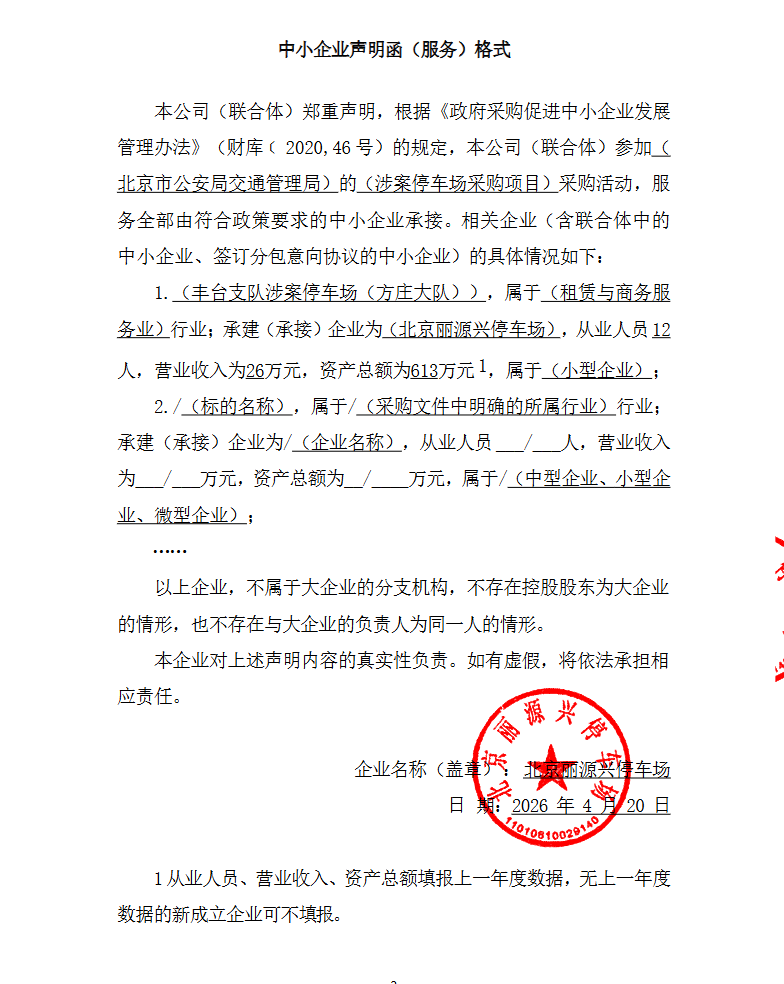 中小企业声明函（服务）格式
本公司（联合体）郑重声明，根据《政府采购促进中小企业发展
管理办法》（财库﹝2020,46 号）的规定，本公司（联合体）参加（
北京市公安局交通管理局）的（涉案停车场采购项目）采购活动，服
务全部由符合政策要求的中小企业承接。相关企业（含联合体中的
中小企业、签订分包意向协议的中小企业）的具体情况如下：
1.（丰台支队涉案停车场（方庄大队）），属于（租赁与商务服
务业）行业；承建（承接）企业为（北京丽源兴停车场），从业人员 12
人，营业收入为26万元，资产总额为613万元 1，属于（小型企业）；
2./（标的名称），属于/（采购文件中明确的所属行业）行业；
承建（承接）企业为/（企业名称），从业人员 ___/___人，营业收入
为___/___万元，资产总额为__/____万元，属于/（中型企业、小型企
业、微型企业）；
……
以上企业，不属于大企业的分支机构，不存在控股股东为大企业
的情形，也不存在与大企业的负责人为同一人的情形。
本企业对上述声明内容的真实性负责。如有虚假，将依法承担相
应责任。
企业名称（盖章）：北京丽源兴停车场
日 期：2026 年 4 月 20 日
北京丽源兴停车场
11010610029140
1 从业人员、营业收入、资产总额填报上一年度数据，无上一年度
数据的新成立企业可不填报。